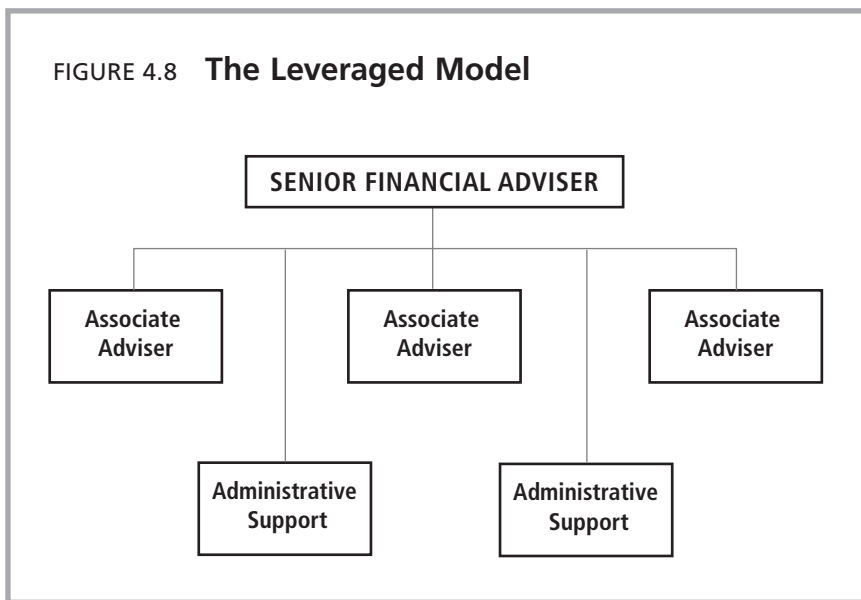 FIGURE 4.8 The Leveraged Model
SENIOR FINANCIAL ADVISER
Associate
Adviser
Associate
Adviser
Associate
Adviser
Administrative
Support
Administrative
Support